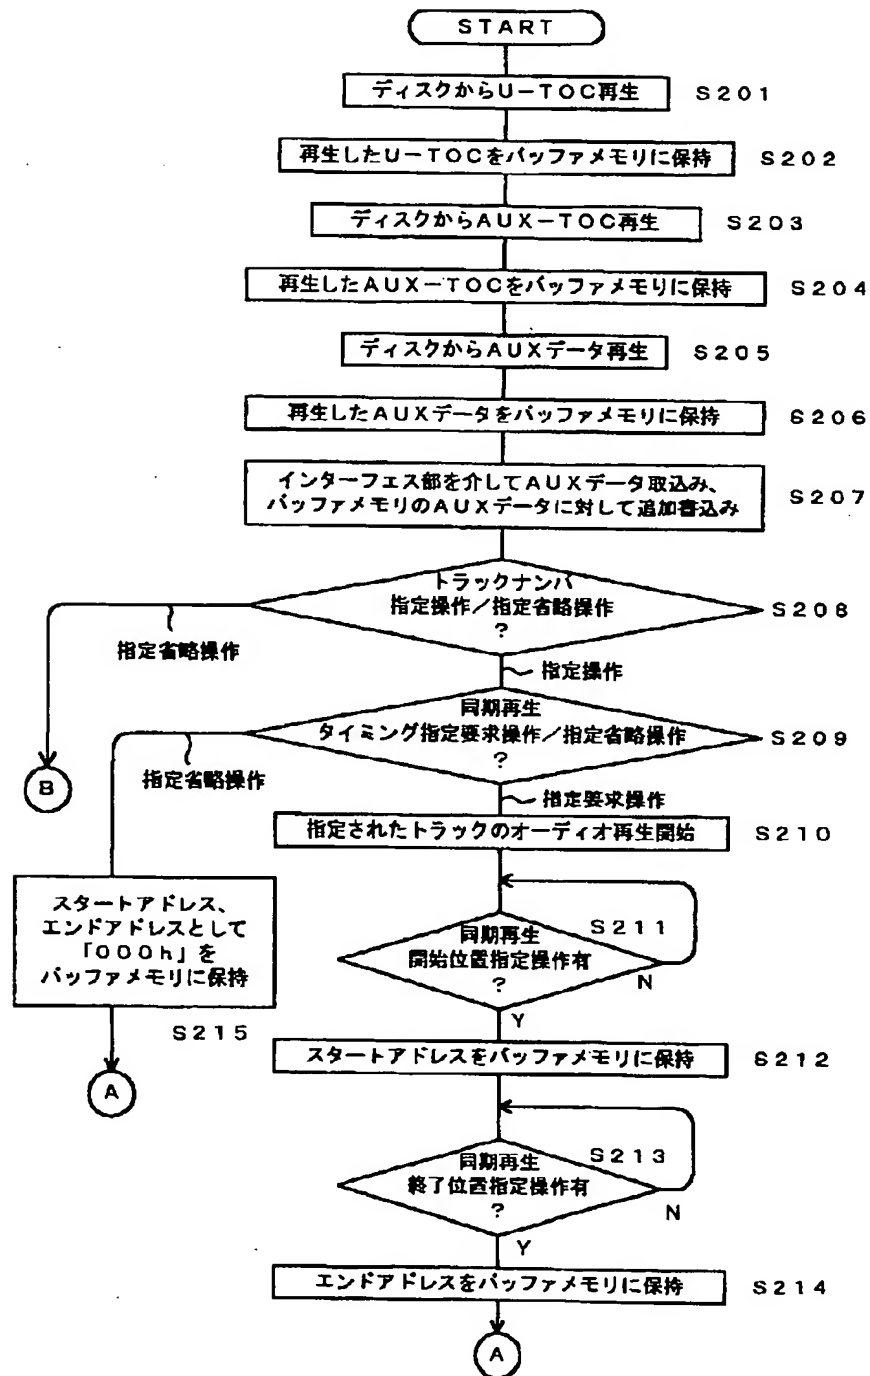 START
ディスクからU－TOC再生 S201
再生したU－TOCをバッファメモリに保持 S202
ディスクからAUX－TOC再生 S203
再生したAUX－TOCをバッファメモリに保持 S204
ディスクからAUXデータ再生 S205
再生したAUXデータをバッファメモリに保持 S206
インターフェス部を介してAUXデータ取込み、
バッファメモリのAUXデータに対して追加書込み
S207
トラックナンバ
指定操作／指定省略操作
?
S208
指定省略操作
指定操作
B
同期再生
タイミング指定要求操作／指定省略操作
?
S209
指定省略操作
指定要求操作
指定されたトラックのオーディオ再生開始 S210
スタートアドレス、
エンドアドレスとして
「000h」を
バッファメモリに保持
S215
A
S211
同期再生
開始位置指定操作有
?
N
Y
スタートアドレスをバッファメモリに保持 S212
S213
同期再生
終了位置指定操作有
?
N
Y
エンドアドレスをバッファメモリに保持 S214
A